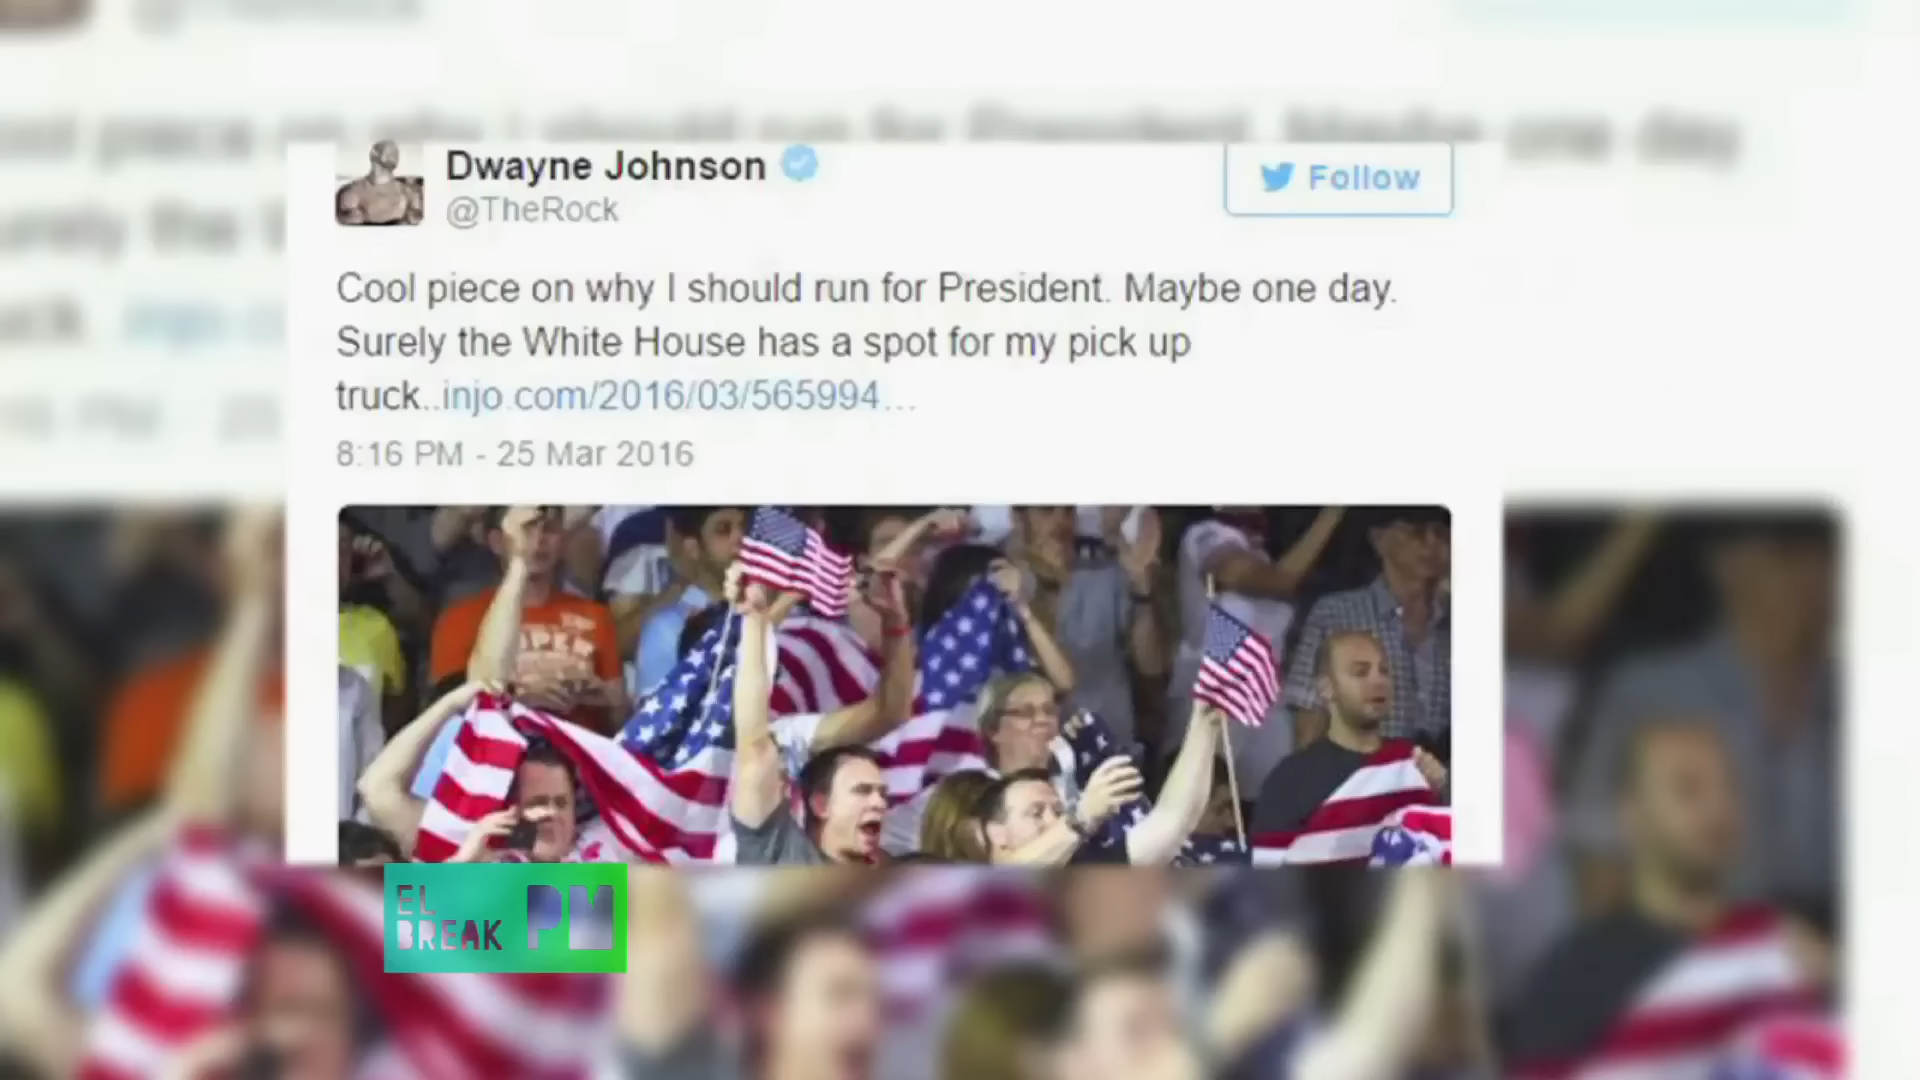 Dwayne Johnson
@TheRock
Follow
Cool piece on why I should run for President. Maybe one day.
Surely the White House has a spot for my pick up
truck..injo.com/2016/03/565994...
8:16 PM - 25 Mar 2016
EL
BREAK
PM